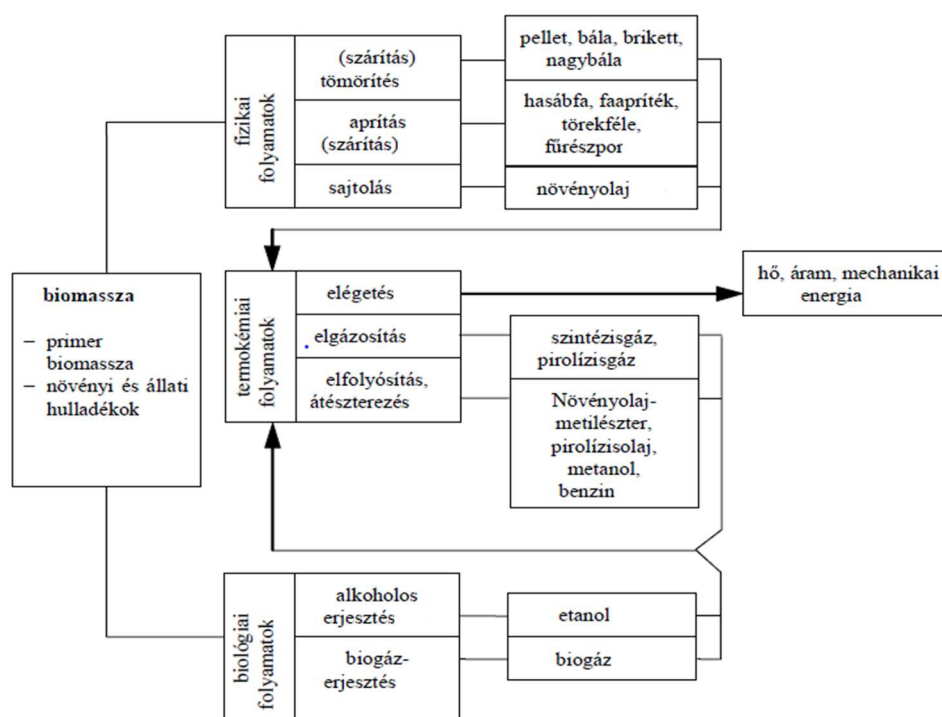 biomassza
– primer
biomassza
– növényi és állati
hulladékok
fizikai
folyamatok
(szárítás)
tömörítés
pellet, bála, brikett,
nagybála
aprítás
(szárítás)
hasábfa, faapríték,
törekféle,
fűrészpor
sajtolás
növényolaj
termokémiai
folyamatok
elégetés
hő, áram, mechanikai
energia
elgázosítás
szintézisgáz,
pirolízisgáz
elfolyósítás,
átészterezés
Növényolaj-
metilészter,
pirolízisolaj,
metanol,
benzin
biológiai
folyamatok
alkoholos
erjesztés
etanol
biogáz-
erjesztés
biogáz